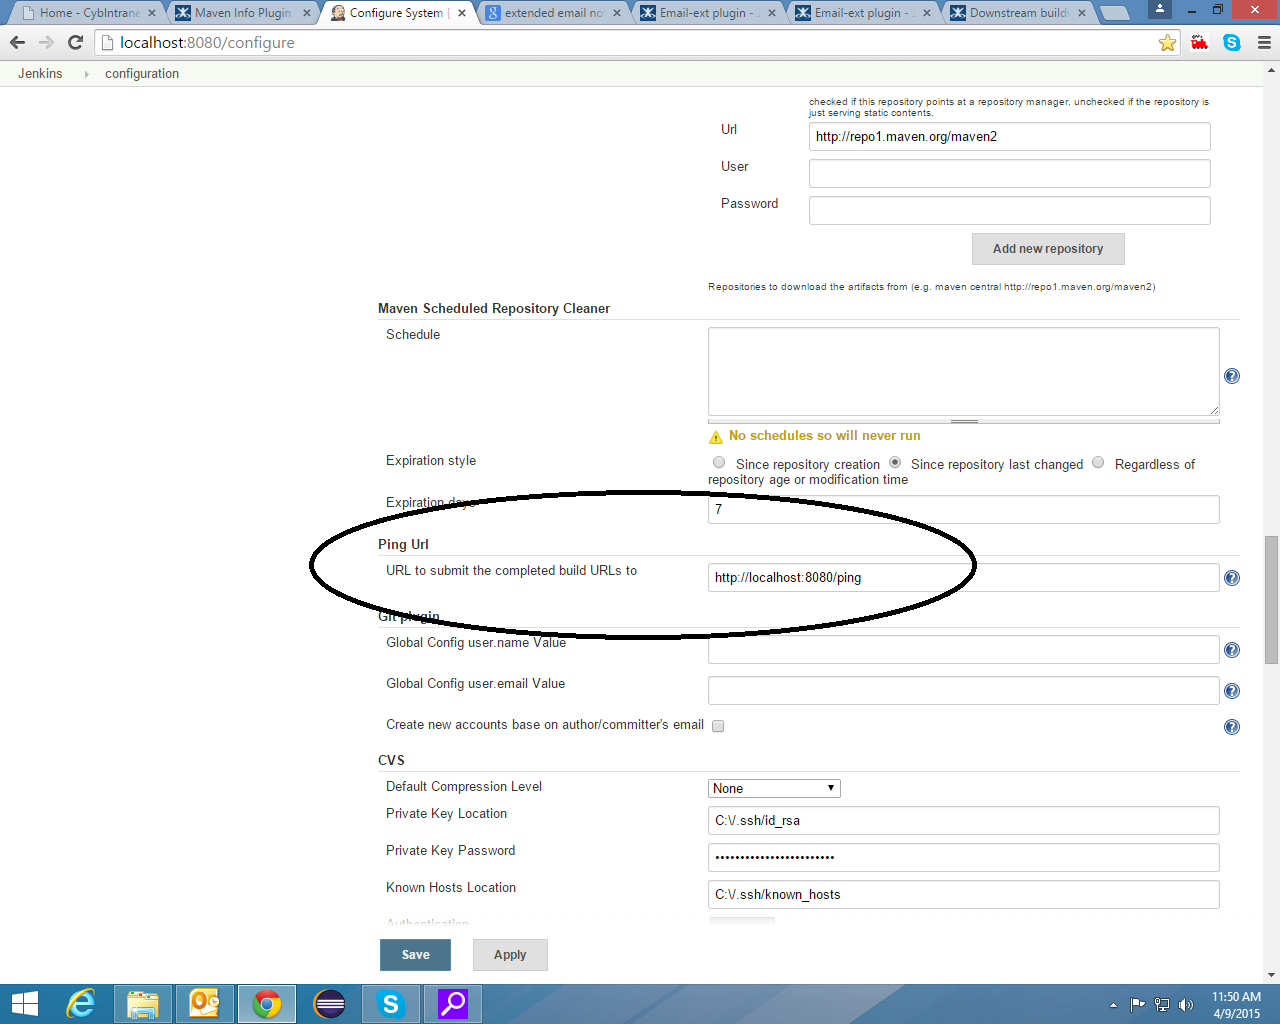 Home - CybIntrane
Maven Info Plugin
Configure System [
extended email no
Email-ext plugin - J
Email-ext plugin - J
Downstream build
localhost:8080/configure
Jenkins
configuration
checked if this repository points at a repository manager, unchecked if the repository is
just serving static contents.
Url
http://repo1.maven.org/maven2
User
Password
Add new repository
Repositories to download the artifacts from (e.g. maven central http://repo1.maven.org/maven2)
Maven Scheduled Repository Cleaner
Schedule
No schedules so will never run
Expiration style
Since repository creation Since repository last changed Regardless of
repository age or modification time
Expiration days
7
Ping Url
URL to submit the completed build URLs to
http://localhost:8080/ping
Git plugin
Global Config user.name Value
Global Config user.email Value
Create new accounts base on author/committer's email
CVS
Default Compression Level
None
Private Key Location
C:\/.ssh/id_rsa
Private Key Password
Known Hosts Location
C:\/.ssh/known_hosts
Authentication
Save
Apply
11:50 AM
4/9/2015